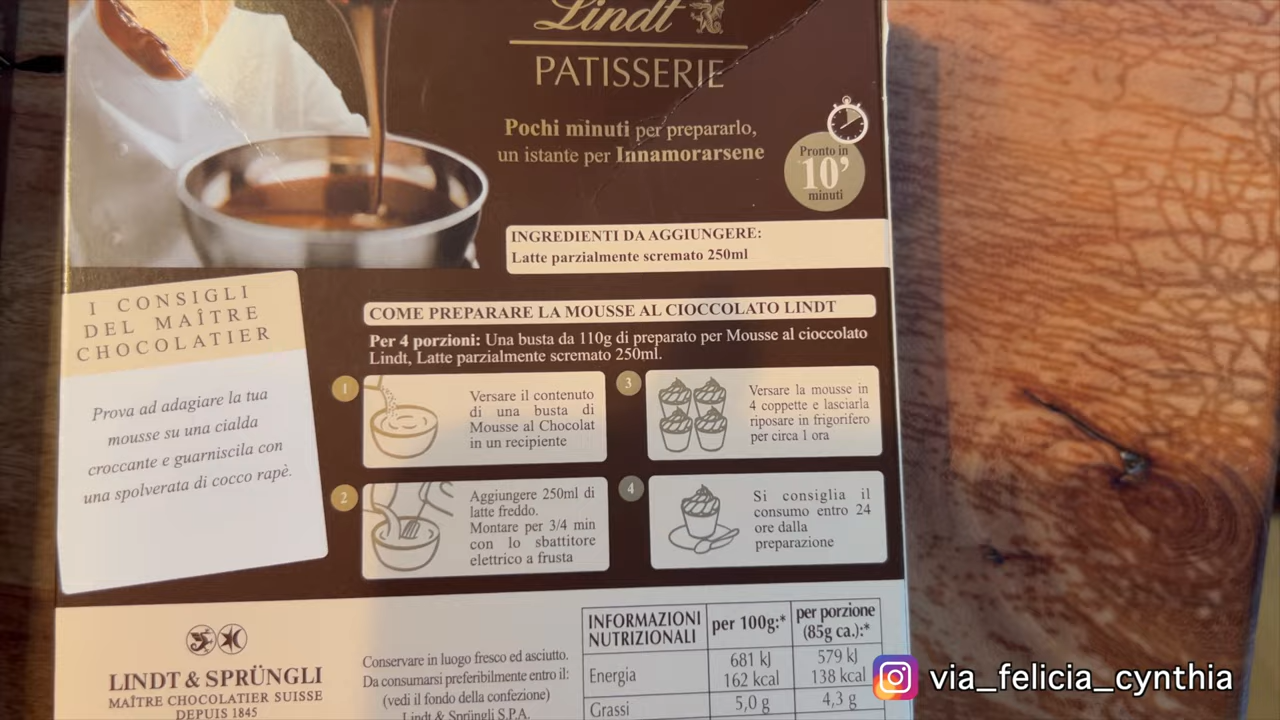 Lindt
PATISSERIE
Pochi minuti per prepararlo,
un istante per Innamorarsene
Pronto in
10’
minuti
INGREDIENTI DA AGGIUNGERE:
Latte parzialmente scremato 250ml
I CONSIGLI
DEL MAÎTRE
CHOCOLATIER
Prova ad adagiare la tua
mousse su una cialda
croccante e guarniscila con
una spolverata di cocco rapè.
COME PREPARARE LA MOUSSE AL CIOCCOLATO LINDT
Per 4 porzioni: Una busta da 110g di preparato per Mousse al cioccolato
Lindt, Latte parzialmente scremato 250ml.
1
Versare il contenuto
di una busta di
Mousse al Chocolat
in un recipiente
2
Aggiungere 250ml di
latte freddo.
Montare per 3/4 min
con lo sbattitore
elettrico a frusta
3
Versare la mousse in
4 coppette e lasciarla
riposare in frigorifero
per circa 1 ora
4
Si consiglia il
consumo entro 24
ore dalla
preparazione
LINDT & SPRÜNGLI
MAÎTRE CHOCOLATIER SUISSE
DEPUIS 1845
Conservare in luogo fresco ed asciutto.
Da consumarsi preferibilmente entro il:
(vedi il fondo della confezione)
Lindt & Sprüngli S.P.A.
INFORMAZIONI NUTRIZIONALI per 100g:* per porzione (85g ca.):*
Energia 681 kJ 579 kJ
162 kcal 138 kcal
Grassi 5,0 g 4,3 g
via_felicia_cynthia